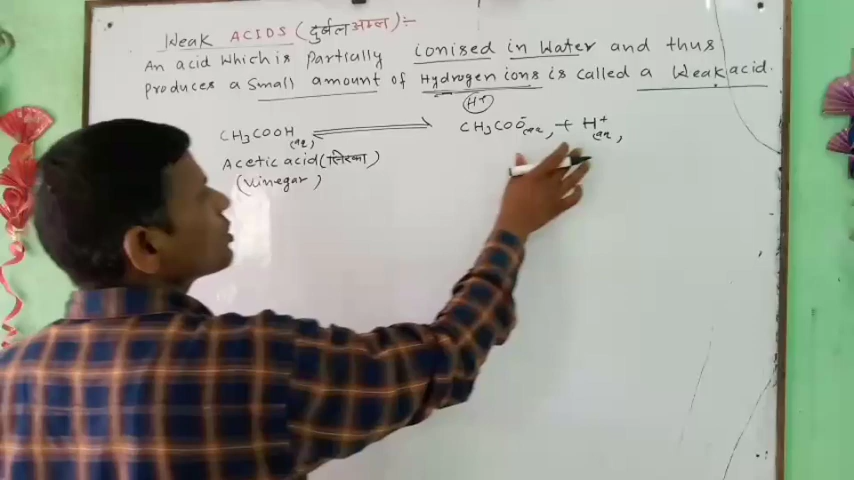 Weak ACIDS (दुर्बल अम्ल) :-
An acid which is partially ionised in water and thus
produces a small amount of Hydrogen ions is called a weak acid.
(H⁺)
CH₃COOH(aq) ⇌ CH₃COO⁻(aq) + H⁺(aq)
Acetic acid (सिरका)
(Vinegar)